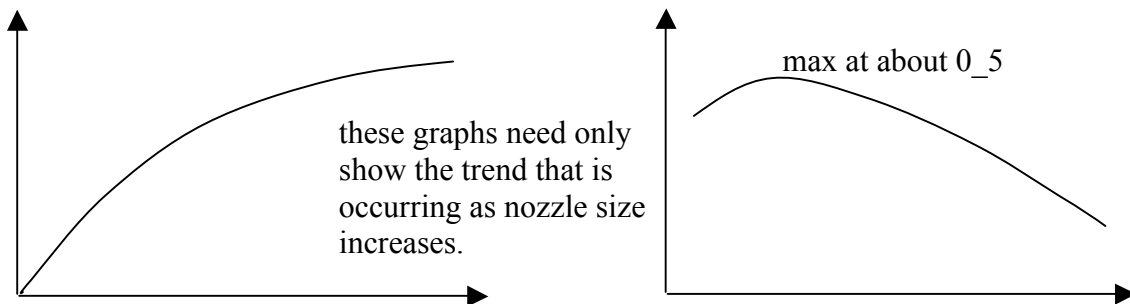 max at about 0_5
these graphs need only
show the trend that is
occurring as nozzle size
increases.